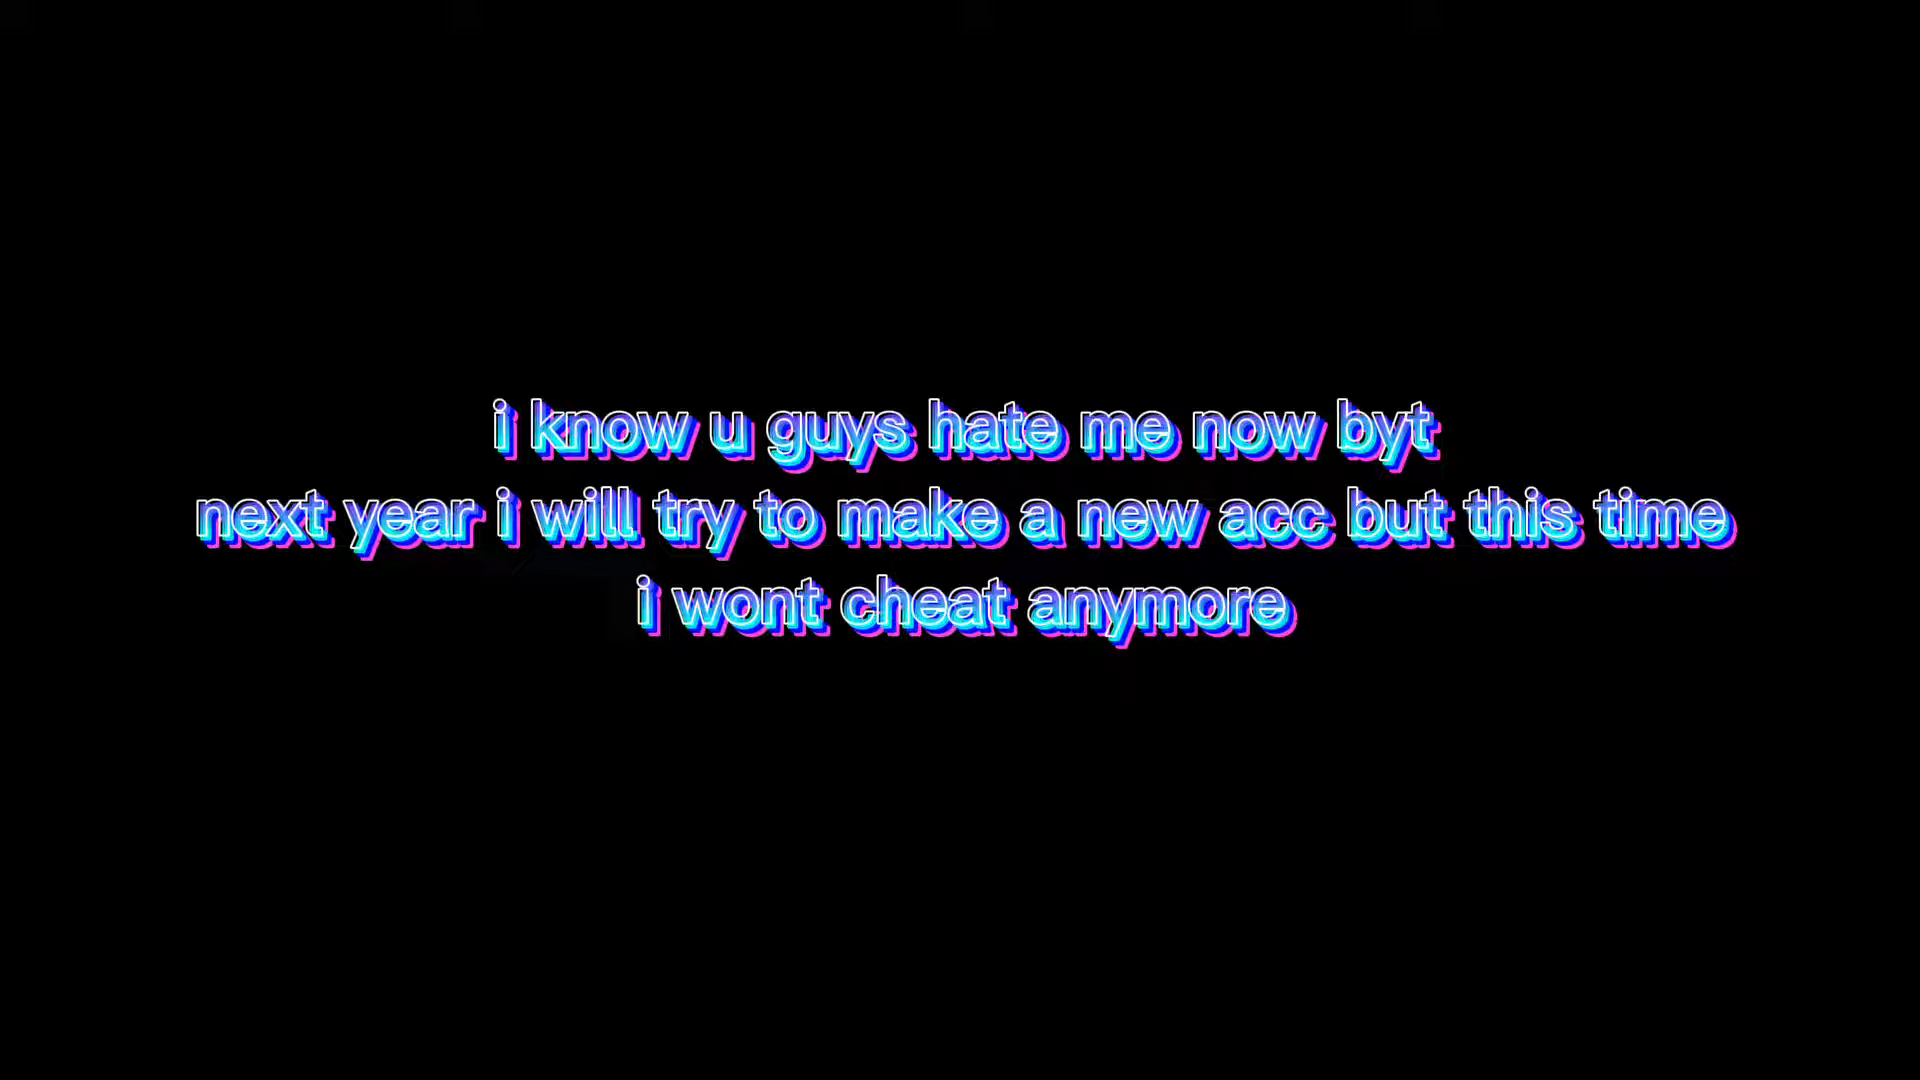 i know u guys hate me now byt
next year i will try to make a new acc but this time
i wont cheat anymore